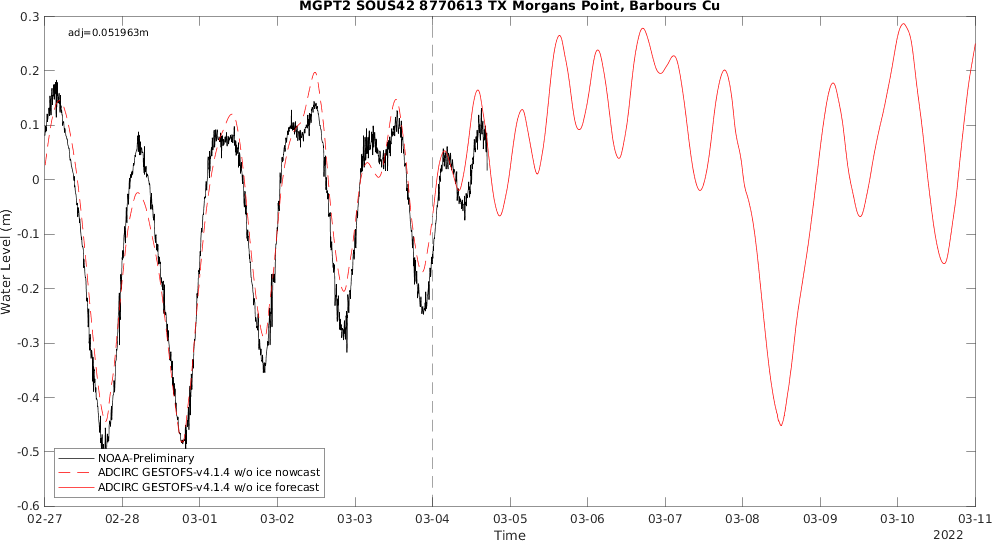 MGPT2 SOUS42 8770613 TX Morgans Point, Barbours Cu
adj=0.051963m
0.3
0.2
0.1
0
-0.1
-0.2
-0.3
-0.4
-0.5
-0.6
Water Level (m)
NOAA-Preliminary
ADCIRC GESTOFS-v4.1.4 w/o ice nowcast
ADCIRC GESTOFS-v4.1.4 w/o ice forecast
02-27 02-28 03-01 03-02 03-03 03-04 03-05 03-06 03-07 03-08 03-09 03-10 03-11
Time
2022